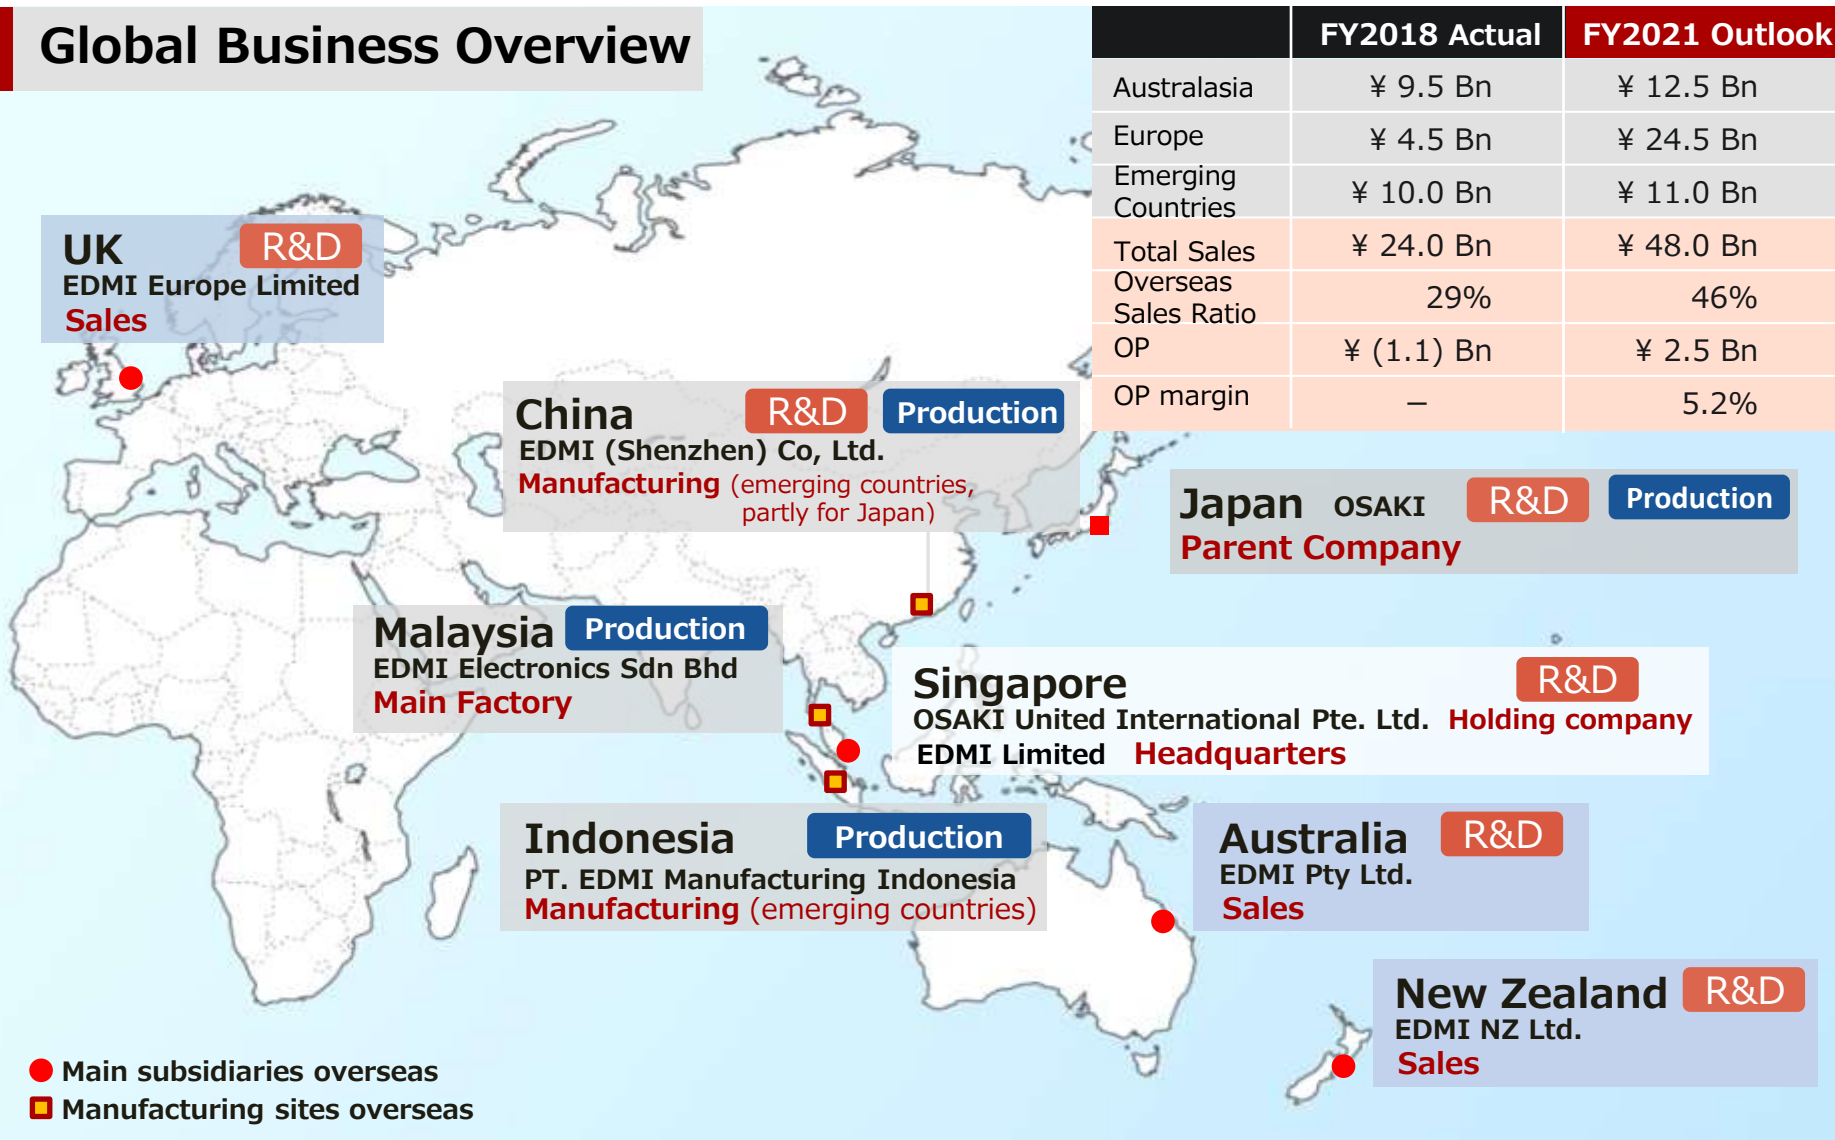 Global Business Overview
FY2018 Actual FY2021 Outlook
Australasia ¥ 9.5 Bn ¥ 12.5 Bn
Europe ¥ 4.5 Bn ¥ 24.5 Bn
Emerging
Countries ¥ 10.0 Bn ¥ 11.0 Bn
Total Sales ¥ 24.0 Bn ¥ 48.0 Bn
Overseas
Sales Ratio 29% 46%
OP ¥ (1.1) Bn ¥ 2.5 Bn
OP margin – 5.2%
UK R&D
EDMI Europe Limited
Sales
China R&D Production
EDMI (Shenzhen) Co, Ltd.
Manufacturing (emerging countries,
partly for Japan)
Japan OSAKI R&D Production
Parent Company
Malaysia Production
EDMI Electronics Sdn Bhd
Main Factory
Singapore R&D
OSAKI United International Pte. Ltd. Holding company
EDMI Limited Headquarters
Indonesia Production
PT. EDMI Manufacturing Indonesia
Manufacturing (emerging countries)
Australia R&D
EDMI Pty Ltd.
Sales
New Zealand R&D
EDMI NZ Ltd.
Sales
Main subsidiaries overseas
Manufacturing sites overseas